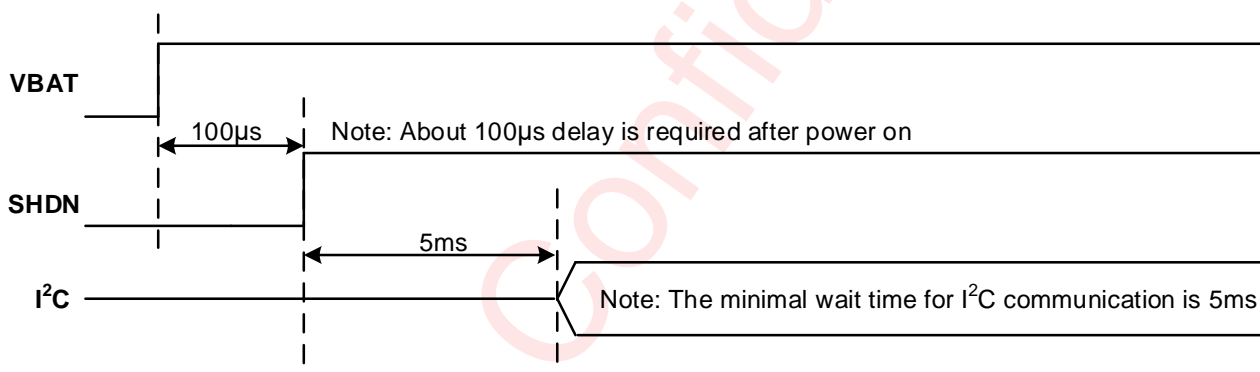 VBAT
100µs
Note: About 100µs delay is required after power on
SHDN
5ms
I²C
Note: The minimal wait time for I²C communication is 5ms
Confid